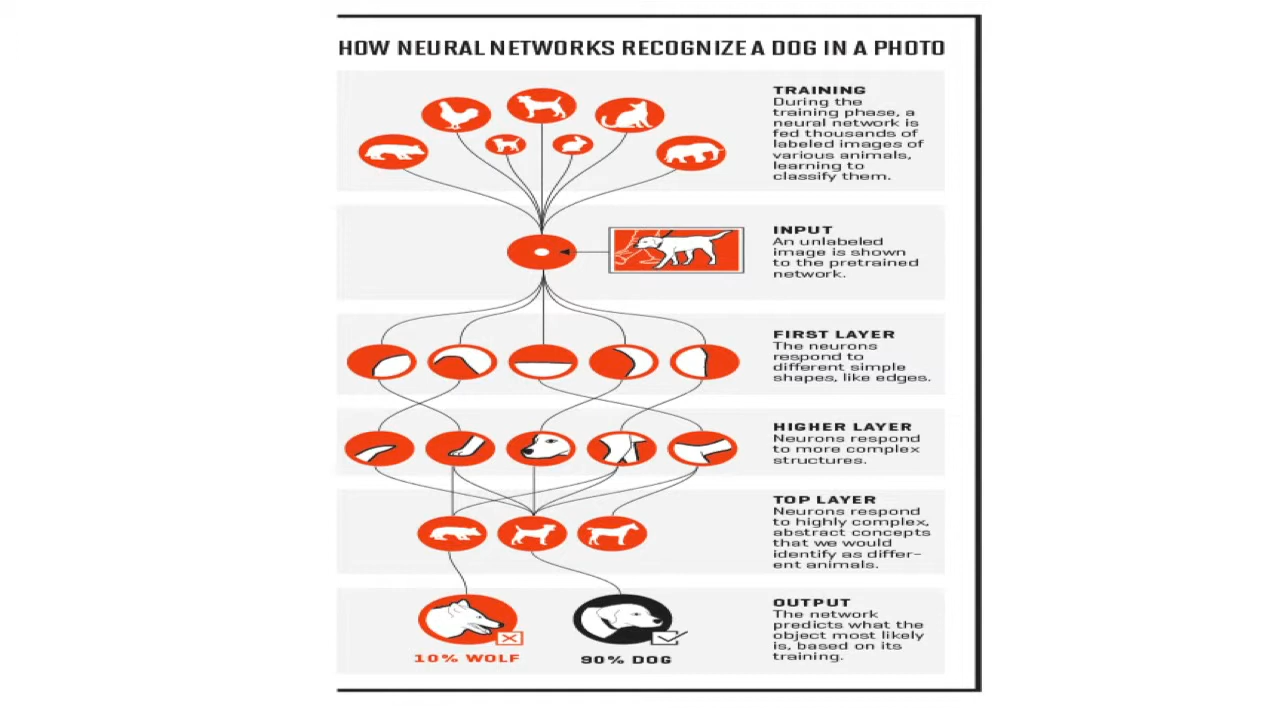 HOW NEURAL NETWORKS RECOGNIZE A DOG IN A PHOTO
TRAINING
During the
training phase, a
neural network is
fed thousands of
labeled images of
various animals,
learning to
classify them.
INPUT
An unlabeled
image is shown
to the pretrained
network.
FIRST LAYER
The neurons
respond to
different simple
shapes, like edges.
HIGHER LAYER
Neurons respond
to more complex
structures.
TOP LAYER
Neurons respond
to highly complex,
abstract concepts
that we would
identify as differ-
ent animals.
OUTPUT
The network
predicts what the
object most likely
is, based on its
training.
10% WOLF
90% DOG